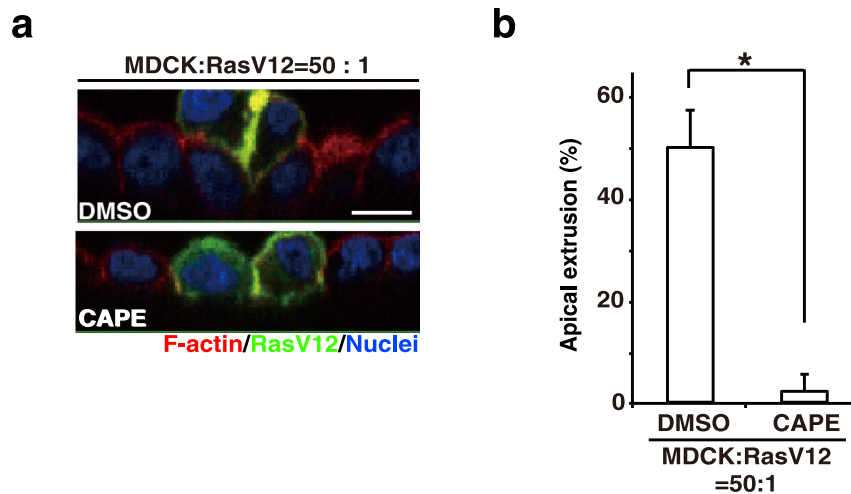 a
MDCK:RasV12=50 : 1
DMSO
CAPE
F-actin/RasV12/Nuclei
b
*
Apical extrusion (%)
60
40
20
0
DMSO CAPE
MDCK:RasV12
=50:1